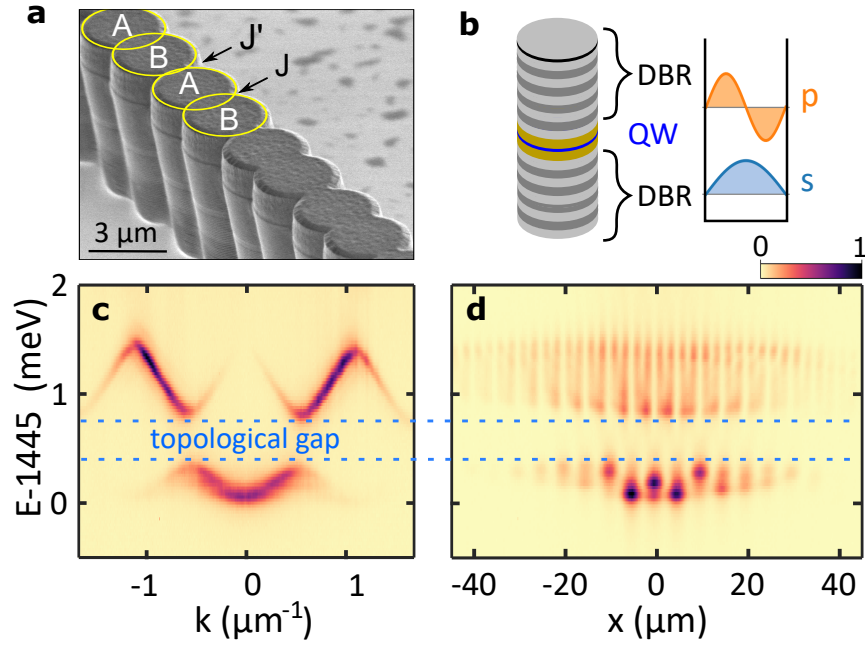 a
A
B
J'
A
J
B
3 μm
b
DBR
QW
DBR
p
s
0 1
c
2
1
0
E-1445 (meV)
topological gap
-1 0 1
k (μm⁻¹)
d
-40 -20 0 20 40
x (μm)